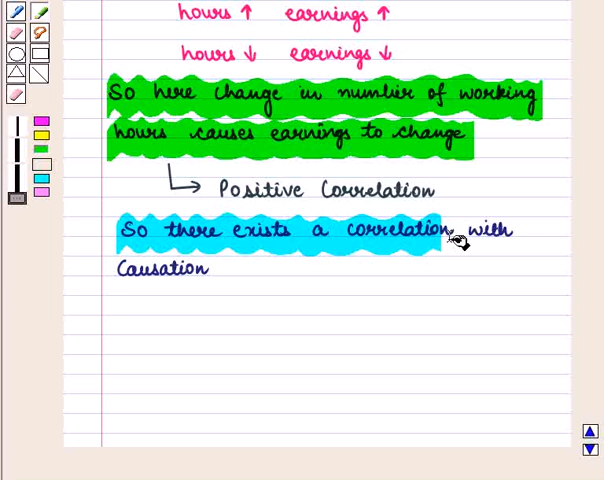 hours ↑ earnings ↑
hours ↓ earnings ↓
So here change in number of working
hours causes earnings to change
Positive Correlation
So there exists a correlation with
Causation